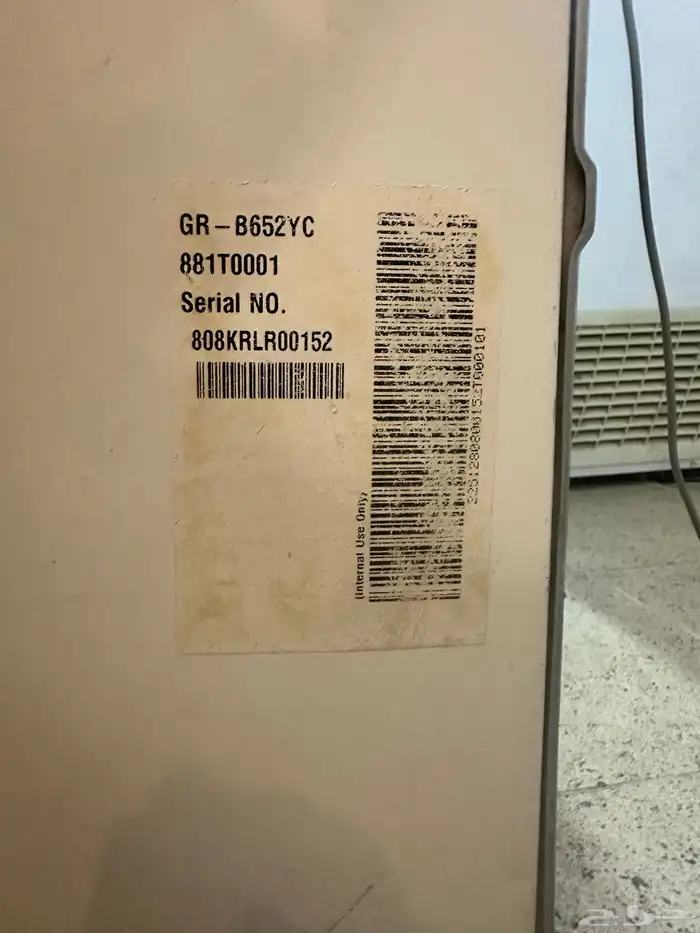 GR-B652YC
881T0001
Serial NO.
808KRLR00152
(Internal Use Only)